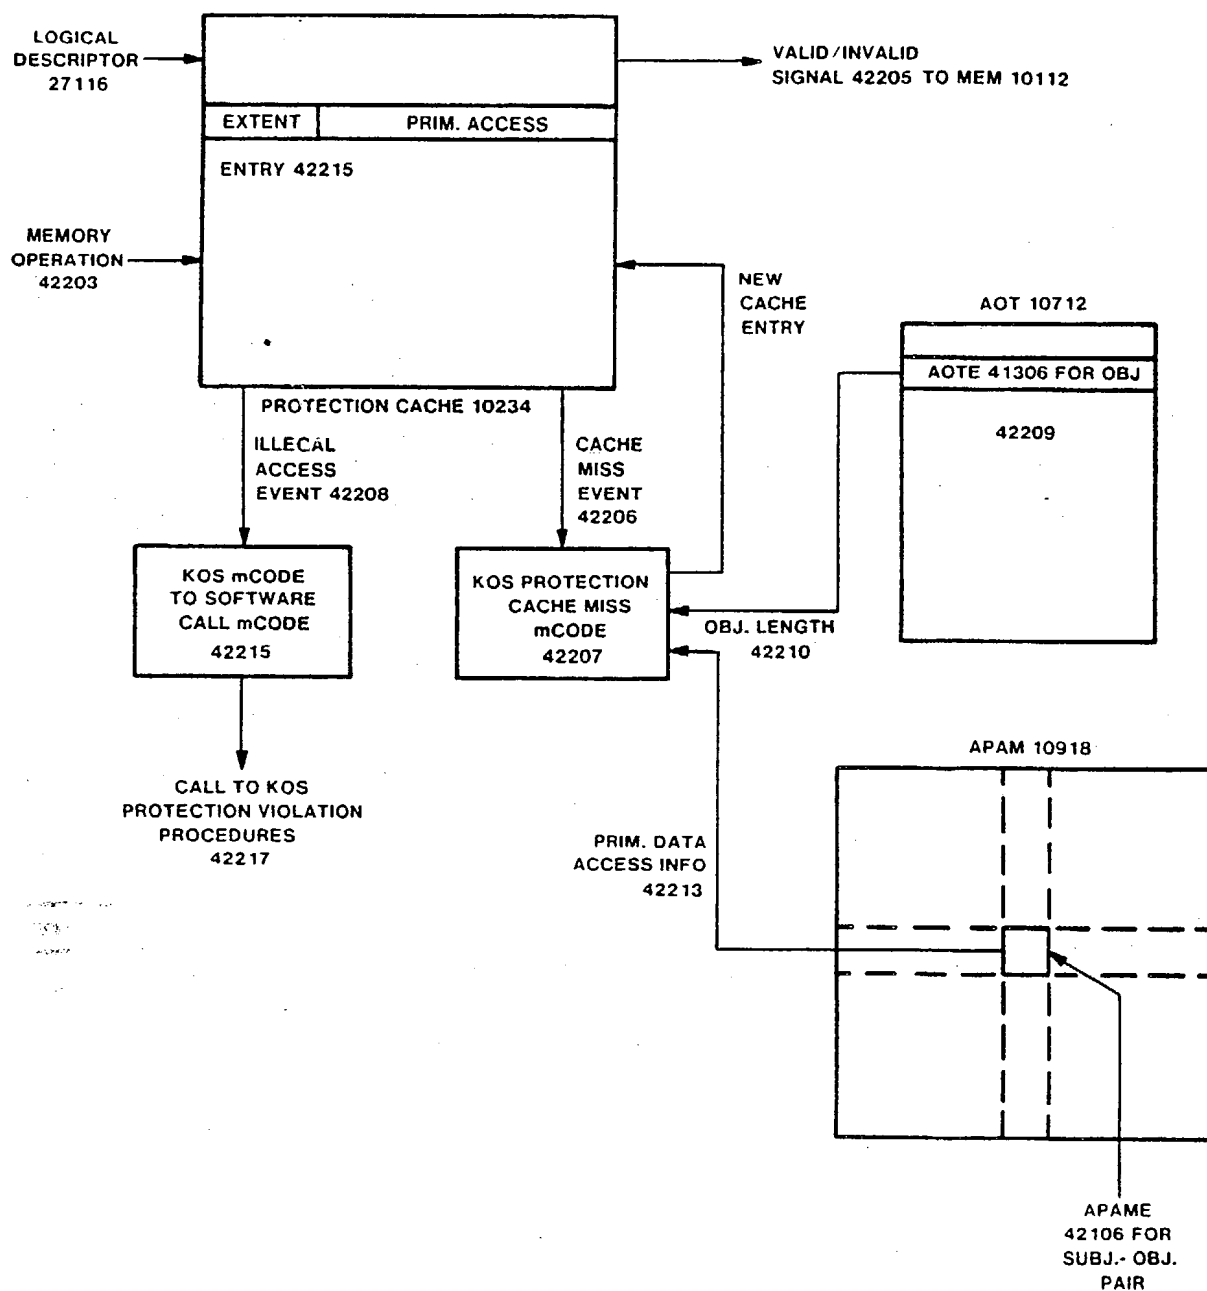 LOGICAL
DESCRIPTOR
27116
VALID/INVALID
SIGNAL 42205 TO MEM 10112
EXTENT
PRIM. ACCESS
ENTRY 42215
MEMORY
OPERATION
42203
NEW
CACHE
ENTRY
AOT 10712
AOTE 41306 FOR OBJ
42209
PROTECTION CACHE 10234
ILLECAL
ACCESS
EVENT 42208
CACHE
MISS
EVENT
42206
KOS mCODE
TO SOFTWARE
CALL mCODE
42215
KOS PROTECTION
CACHE MISS
mCODE
42207
OBJ. LENGTH
42210
CALL TO KOS
PROTECTION VIOLATION
PROCEDURES
42217
APAM 10918
PRIM. DATA
ACCESS INFO
42213
APAME
42106 FOR
SUBJ.- OBJ.
PAIR